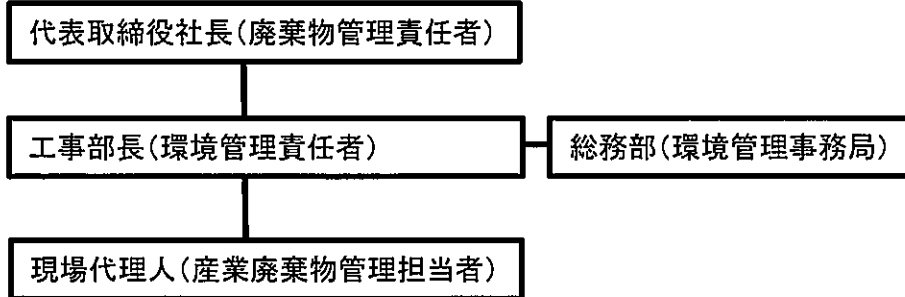 代表取締役社長(廃棄物管理責任者)
工事部長(環境管理責任者)
総務部(環境管理事務局)
現場代理人(産業廃棄物管理担当者)